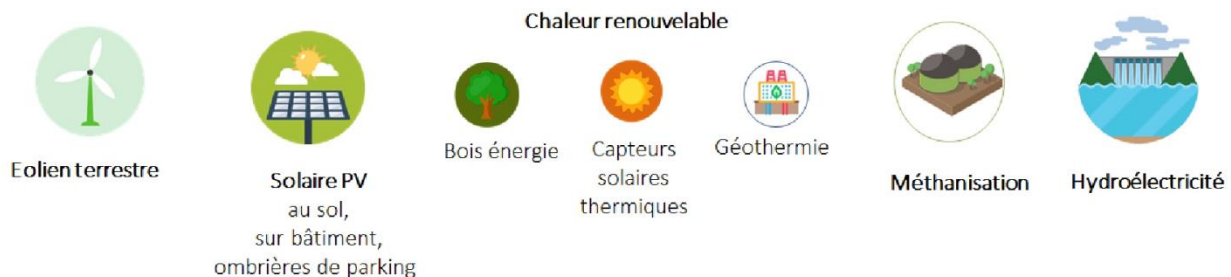 Chaleur renouvelable
Eolien terrestre
Solaire PV
au sol,
sur bâtiment,
ombrières de parking
Bois énergie
Capteurs
solaires
thermiques
Géothermie
Méthanisation
Hydroélectricité